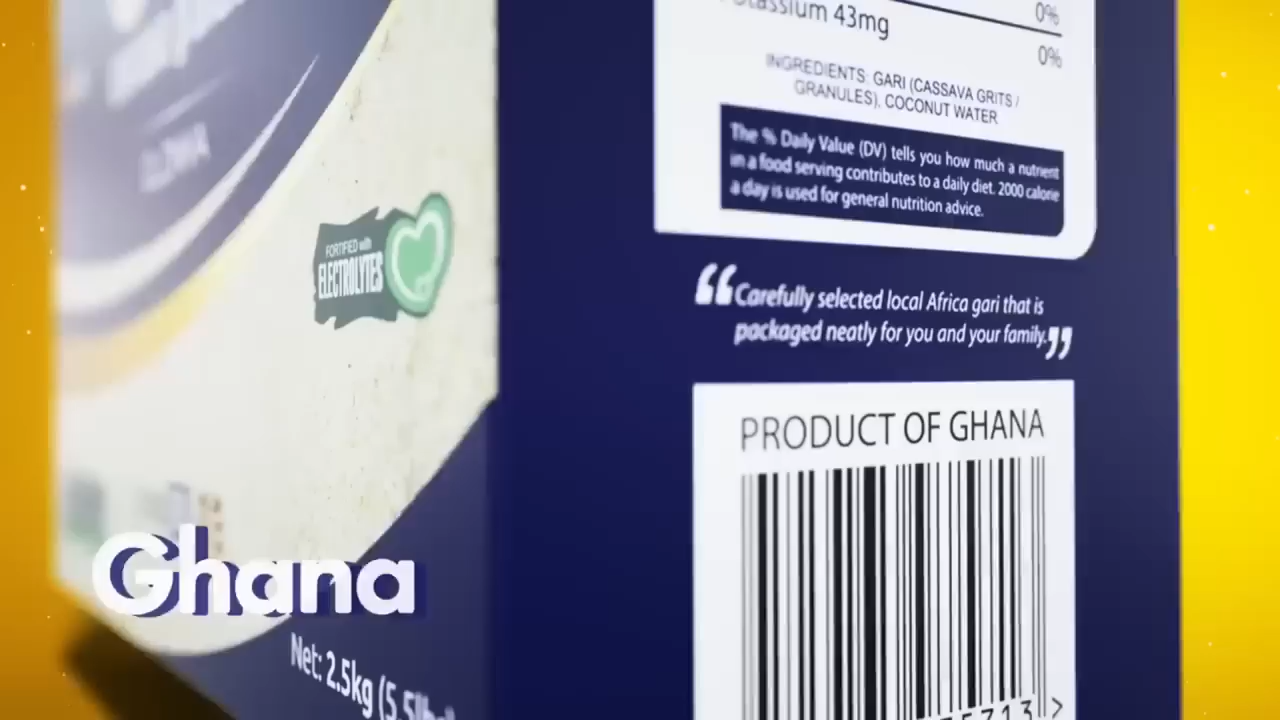 0%
Potassium 43mg
0%
INGREDIENTS: GARI (CASSAVA GRITS /
GRANULES), COCONUT WATER
The % Daily Value (DV) tells you how much a nutrient
in a food serving contributes to a daily diet. 2000 calorie
a day is used for general nutrition advice.
FORTIFIED with
ELECTROLYTES
“Carefully selected local Africa gari that is
packaged neatly for you and your family.”
PRODUCT OF GHANA
Ghana
Net: 2.5kg (5.5lbs)
5713 >